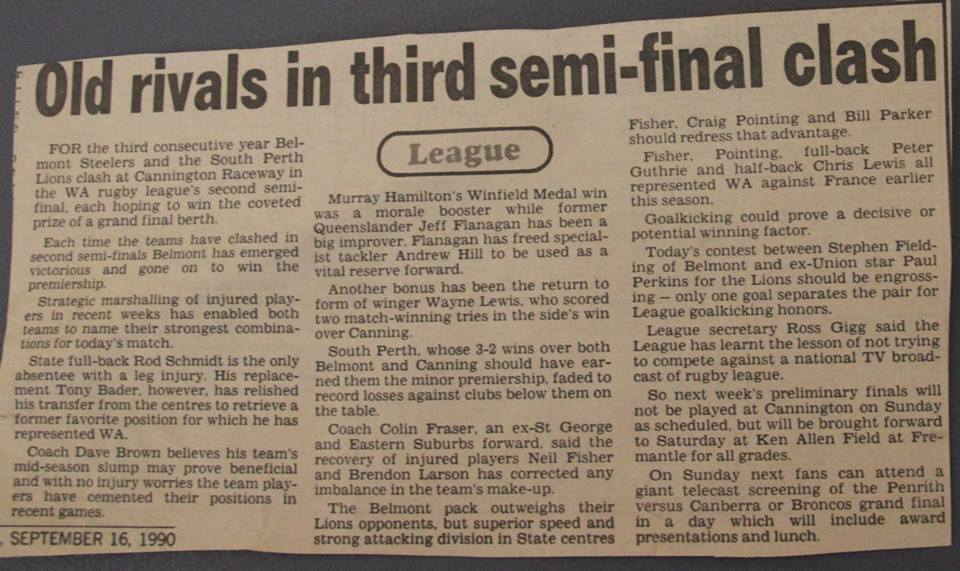 Old rivals in third semi-final clash
FOR the third consecutive year Bel-
mont Steelers and the South Perth
Lions clash at Cannington Raceway in
the WA rugby league's second semi-
final, each hoping to win the coveted
prize of a grand final berth.
Each time the teams have clashed in
second semi-finals Belmont has emerged
victorious and gone on to win the
premiership.
Strategic marshalling of injured play-
ers in recent weeks has enabled both
teams to name their strongest combina-
tions for today's match.
State full-back Rod Schmidt is the only
absentee with a leg injury. His replace-
ment Tony Bader, however, has relished
his transfer from the centres to retrieve a
former favorite position for which he has
represented WA.
Coach Dave Brown believes his team's
mid-season slump may prove beneficial
and with no injury worries the team play-
ers have cemented their positions in
recent games.
, SEPTEMBER 16, 1990
League
Murray Hamilton's Winfield Medal win
was a morale booster while former
Queenslander Jeff Flanagan has been a
big improver. Flanagan has freed special-
ist tackler Andrew Hill to be used as a
vital reserve forward.
Another bonus has been the return to
form of winger Wayne Lewis, who scored
two match-winning tries in the side's win
over Canning.
South Perth, whose 3-2 wins over both
Belmont and Canning should have ear-
ned them the minor premiership, faded to
record losses against clubs below them on
the table.
Coach Colin Fraser, an ex-St George
and Eastern Suburbs forward, said the
recovery of injured players Neil Fisher
and Brendon Larson has corrected any
imbalance in the team's make-up.
The Belmont pack outweighs their
Lions opponents, but superior speed and
strong attacking division in State centres
Fisher, Craig Pointing and Bill Parker
should redress that advantage.
Fisher, Pointing, full-back Peter
Guthrie and half-back Chris Lewis all
represented WA against France earlier
this season.
Goalkicking could prove a decisive or
potential winning factor.
Today's contest between Stephen Field-
ing of Belmont and ex-Union star Paul
Perkins for the Lions should be engross-
ing — only one goal separates the pair for
League goalkicking honors.
League secretary Ross Gigg said the
League has learnt the lesson of not trying
to compete against a national TV broad-
cast of rugby league.
So next week's preliminary finals will
not be played at Cannington on Sunday
as scheduled, but will be brought forward
to Saturday at Ken Allen Field at Fre-
mantle for all grades.
On Sunday next fans can attend a
giant telecast screening of the Penrith
versus Canberra or Broncos grand final
in a day which will include award
presentations and lunch.